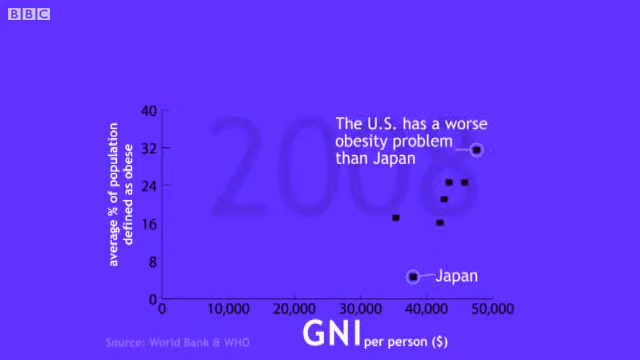 BBC
2008
The U.S. has a worse
obesity problem
than Japan
average % of population
defined as obese
40
32
24
16
8
0
Japan
0 10,000 20,000 30,000 40,000 50,000
GNI per person ($)
Source: World Bank & WHO